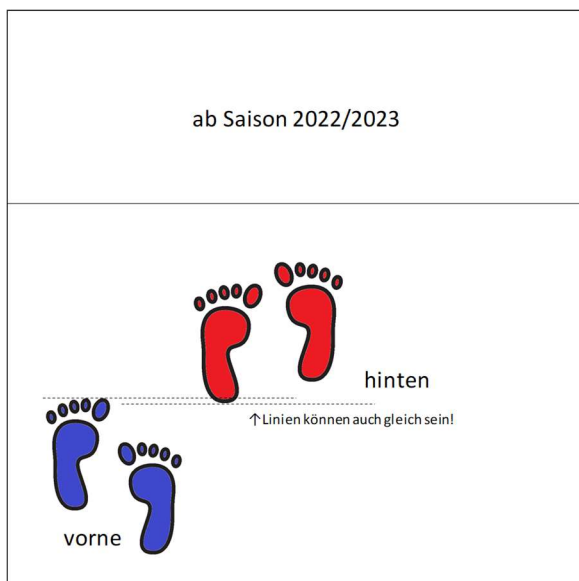 ab Saison 2022/2023
hinten
↑Linien können auch gleich sein!
vorne